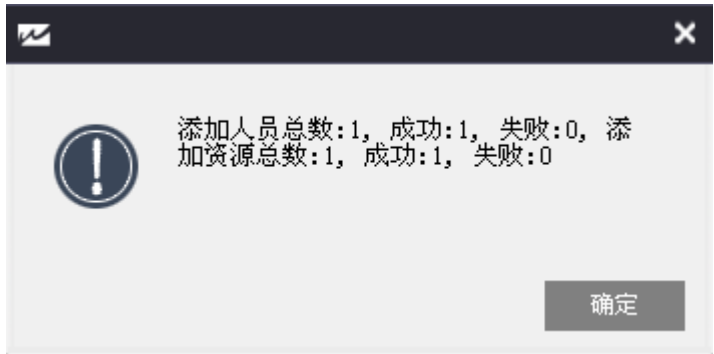 添加人员总数:1, 成功:1, 失败:0, 添
加资源总数:1, 成功:1, 失败:0
确定